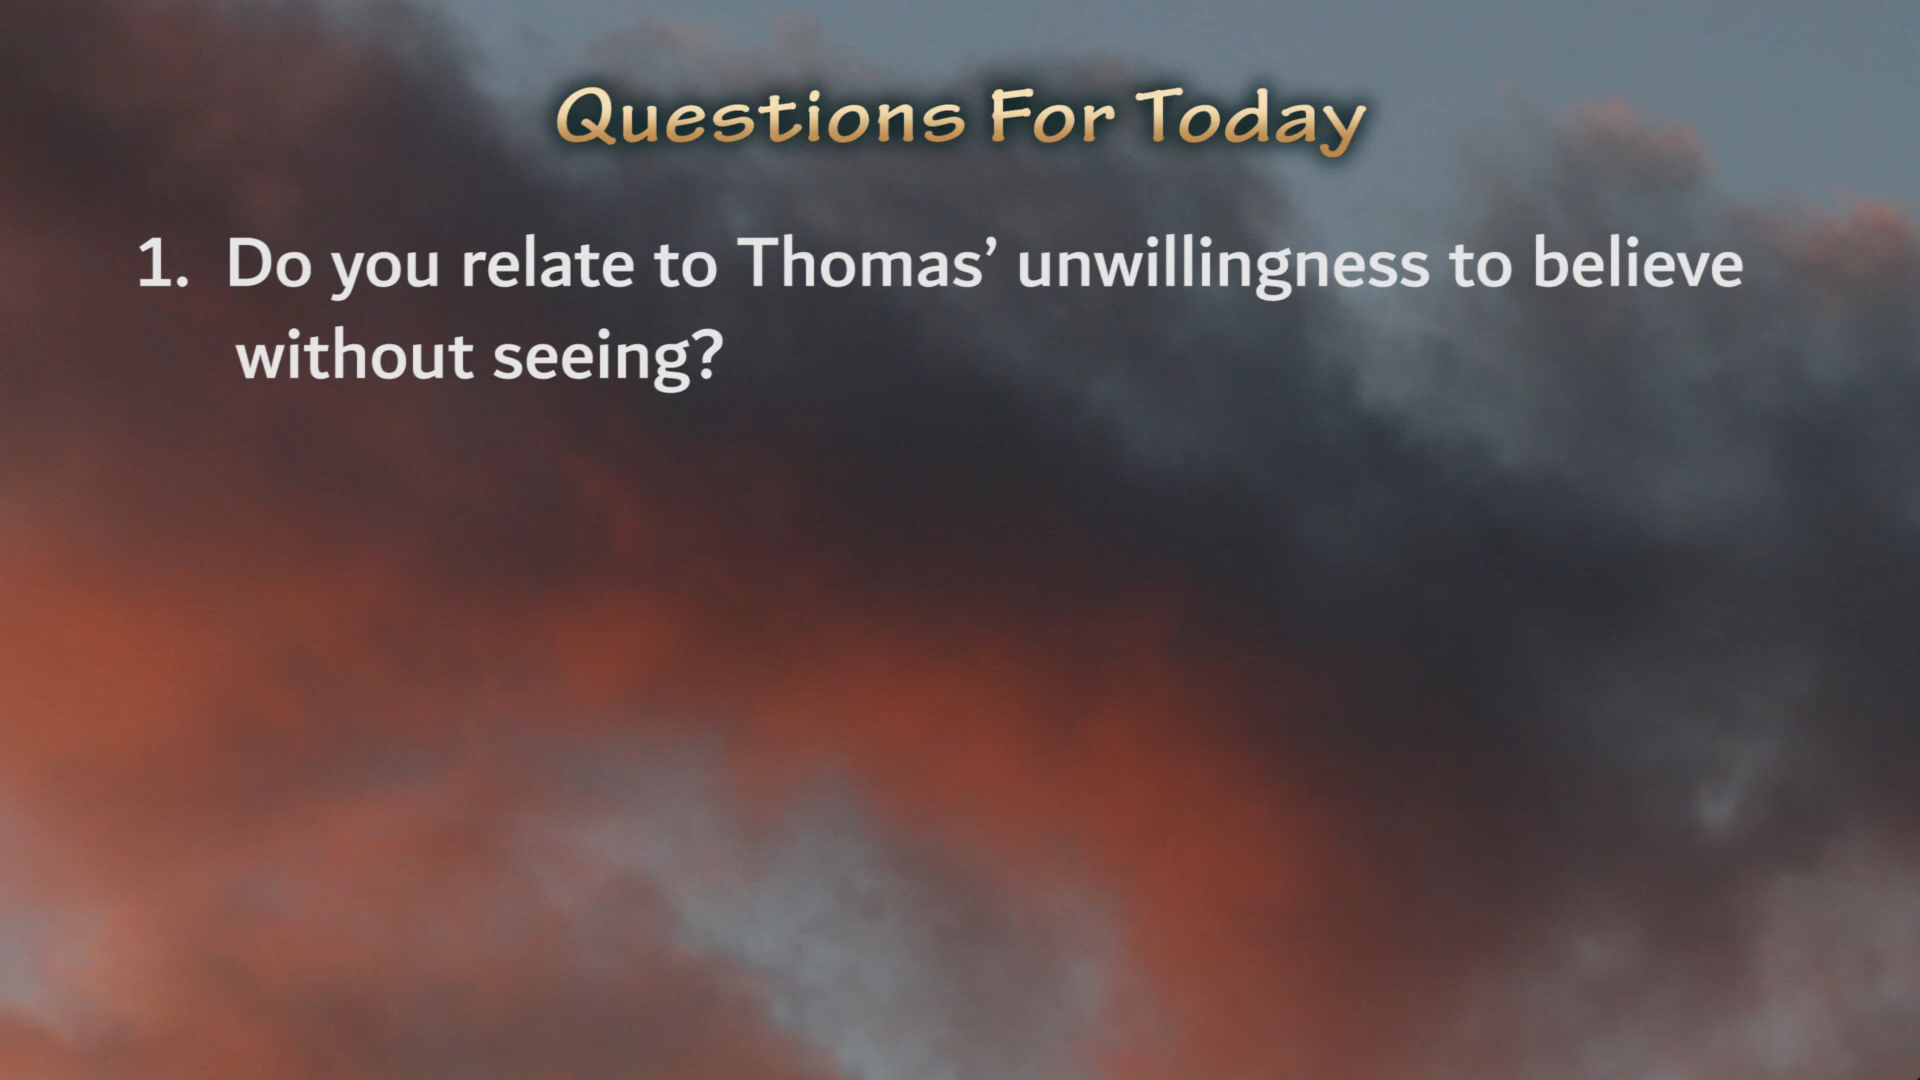 Questions For Today
1. Do you relate to Thomas’ unwillingness to believe
without seeing?